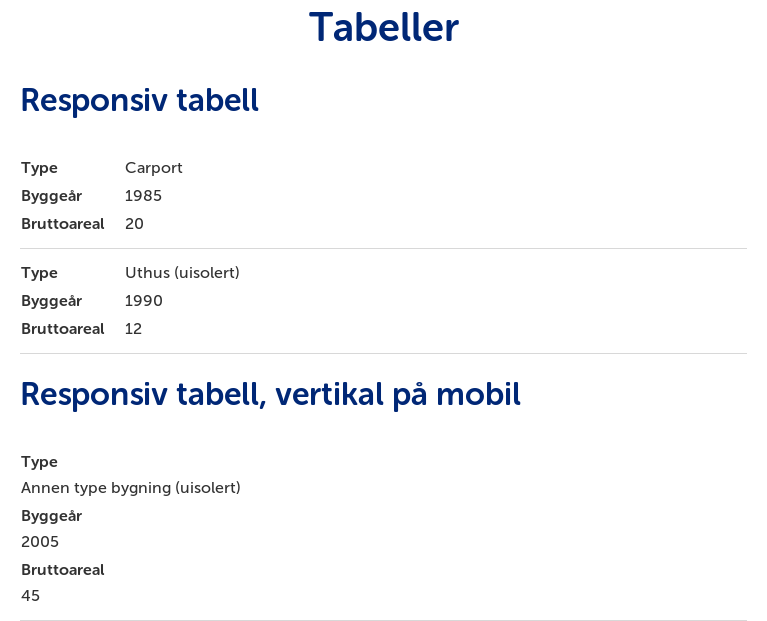 Tabeller
Responsiv tabell
Type Carport
Byggeår 1985
Bruttoareal 20
Type Uthus (uisolert)
Byggeår 1990
Bruttoareal 12
Responsiv tabell, vertikal på mobil
Type
Annen type bygning (uisolert)
Byggeår
2005
Bruttoareal
45